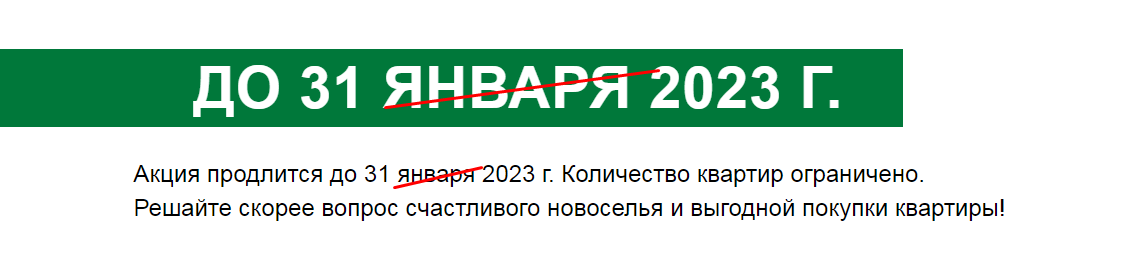 ДО 31 ЯНВАРЯ 2023 Г.
Акция продлится до 31 января 2023 г. Количество квартир ограничено.
Решайте скорее вопрос счастливого новоселья и выгодной покупки квартиры!